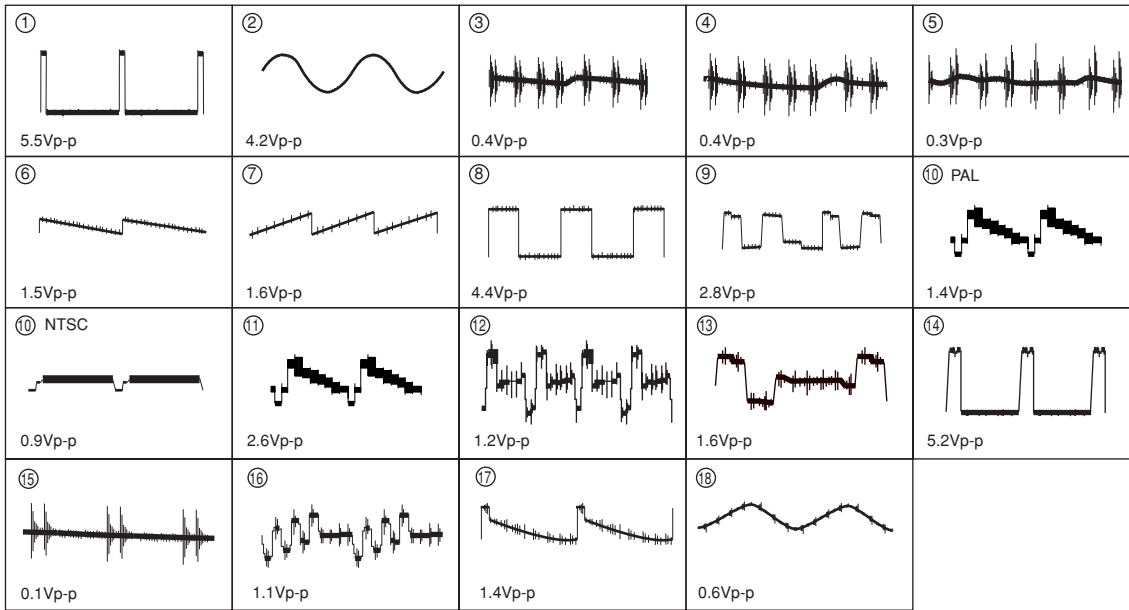 ① ② ③ ④ ⑤
5.5Vp-p 4.2Vp-p 0.4Vp-p 0.4Vp-p 0.3Vp-p
⑥ ⑦ ⑧ ⑨ ⑩ PAL
1.5Vp-p 1.6Vp-p 4.4Vp-p 2.8Vp-p 1.4Vp-p
⑩ NTSC ⑪ ⑫ ⑬ ⑭
0.9Vp-p 2.6Vp-p 1.2Vp-p 1.6Vp-p 5.2Vp-p
⑮ ⑯ ⑰ ⑱
0.1Vp-p 1.1Vp-p 1.4Vp-p 0.6Vp-p